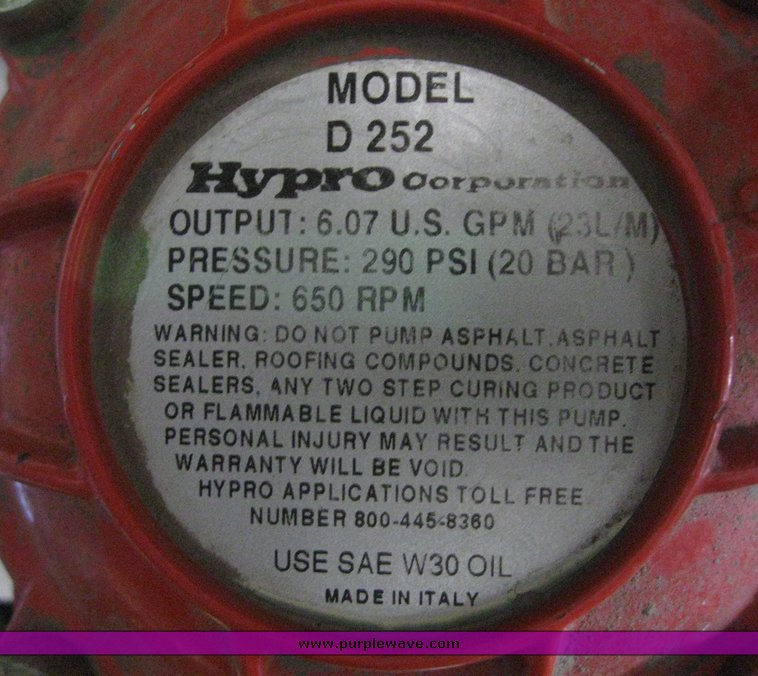 MODEL
D 252
Hypro Corporation
OUTPUT: 6.07 U.S. GPM (23L/M)
PRESSURE: 290 PSI (20 BAR)
SPEED: 650 RPM
WARNING: DO NOT PUMP ASPHALT, ASPHALT
SEALER, ROOFING COMPOUNDS, CONCRETE
SEALERS, ANY TWO STEP CURING PRODUCT
OR FLAMMABLE LIQUID WITH THIS PUMP.
PERSONAL INJURY MAY RESULT AND THE
WARRANTY WILL BE VOID.
HYPRO APPLICATIONS TOLL FREE
NUMBER 800-445-8360
USE SAE W30 OIL
MADE IN ITALY
www.purplewave.com